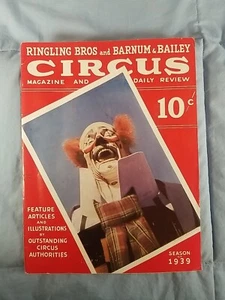 RINGLING BROS and BARNUM & BAILEY
CIRCUS
MAGAZINE AND DAILY REVIEW
10¢
FEATURE
ARTICLES
AND
ILLUSTRATIONS
BY
OUTSTANDING
CIRCUS
AUTHORITIES
SEASON
1939